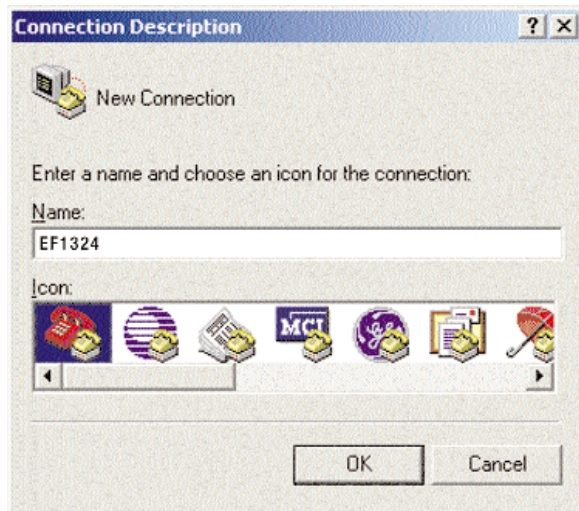 Connection Description
New Connection
Enter a name and choose an icon for the connection:
Name:
EF1324
Icon:
MCI
OK Cancel